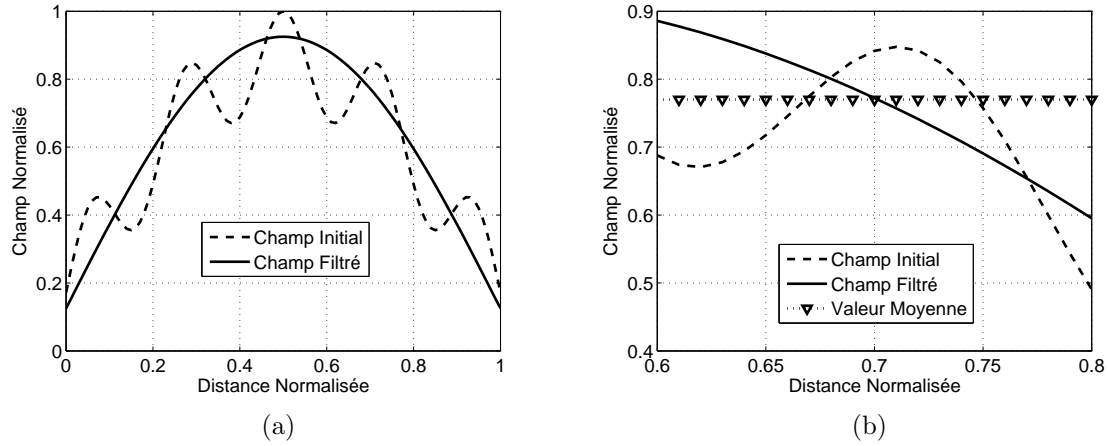 1
0.8
0.6
0.4
0.2
0
0 0.2 0.4 0.6 0.8 1
Champ Normalisé
Distance Normalisée
Champ Initial
Champ Filtré
(a)
0.9
0.8
0.7
0.6
0.5
0.4
0.6 0.65 0.7 0.75 0.8
Champ Normalisé
Distance Normalisée
Champ Initial
Champ Filtré
Valeur Moyenne
(b)